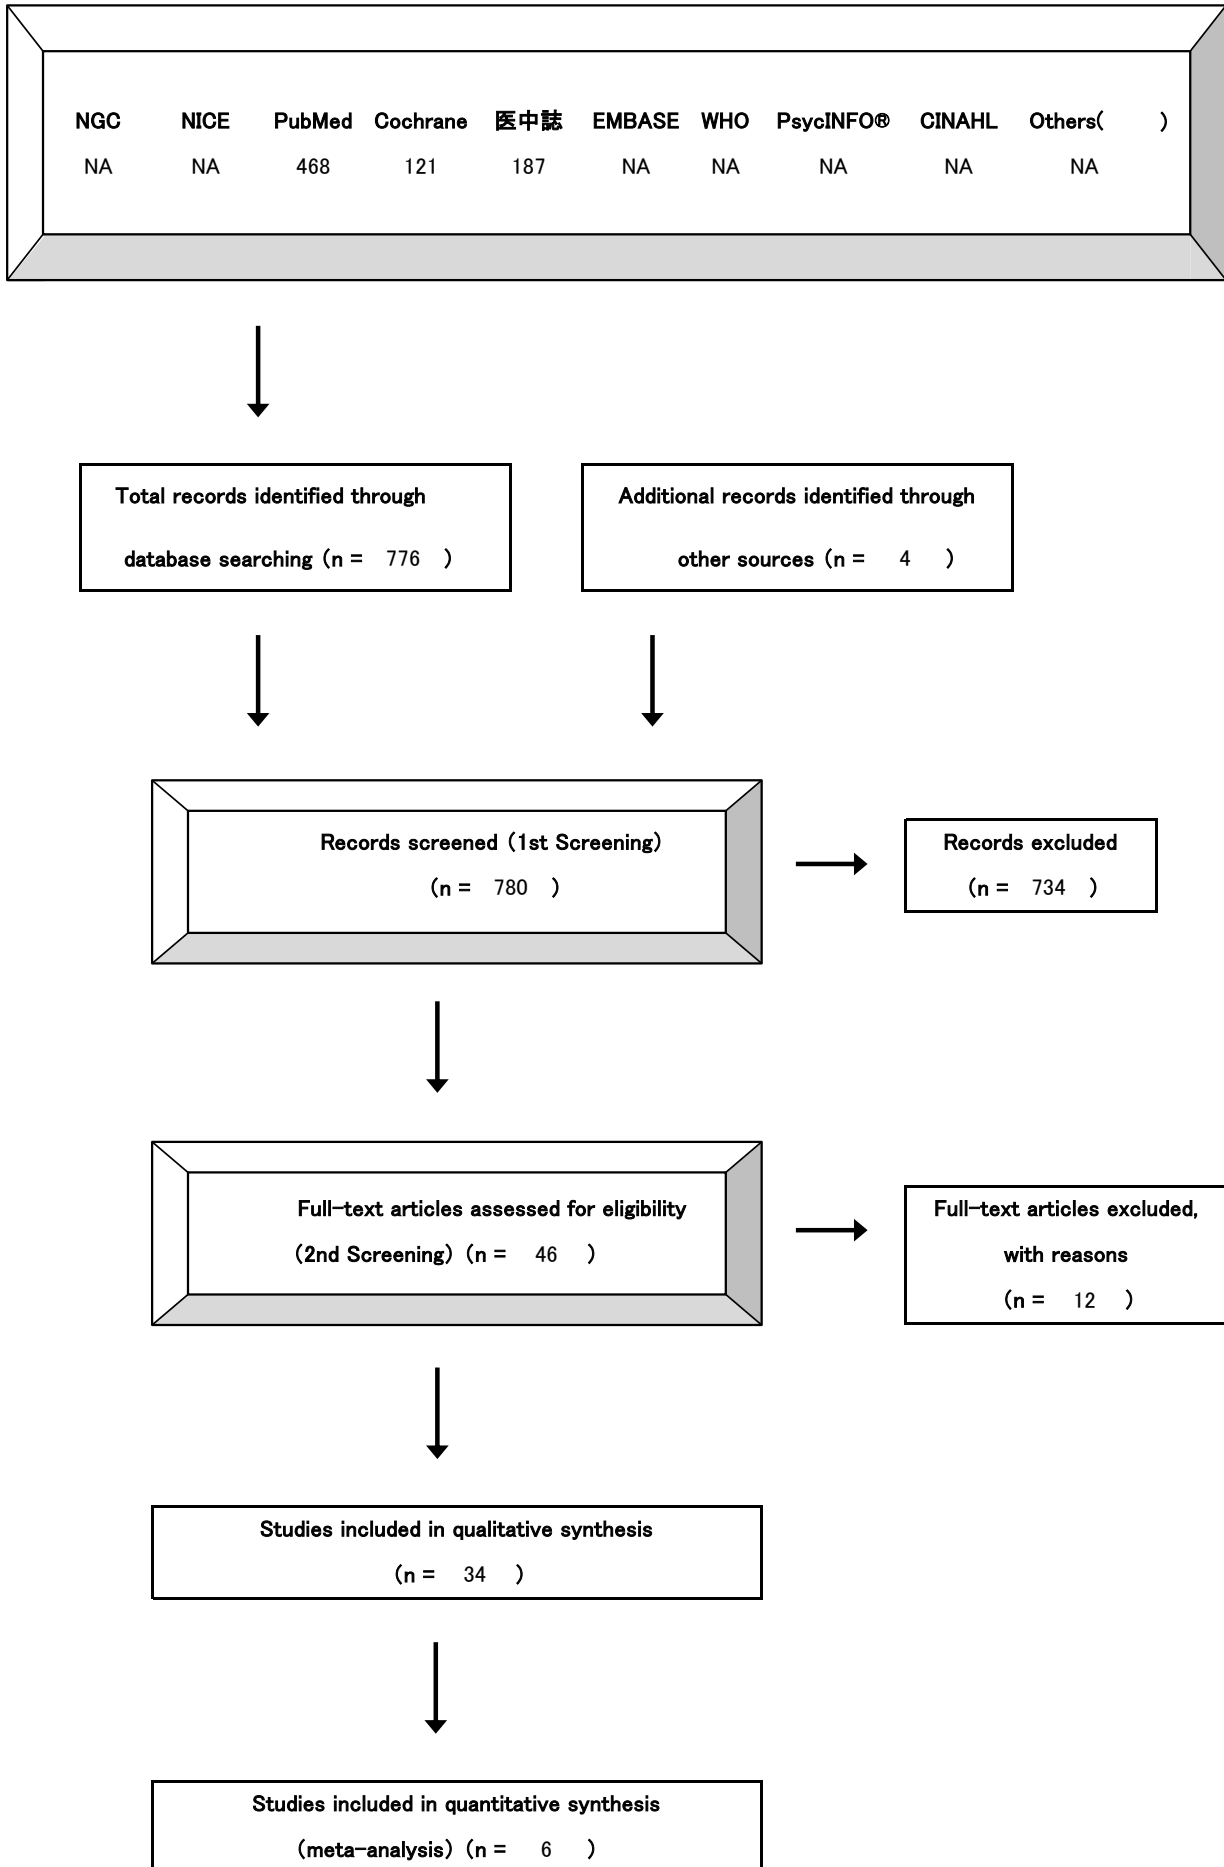 NGC NICE PubMed Cochrane 医中誌 EMBASE WHO PsycINFO® CINAHL Others( )
NA NA 468 121 187 NA NA NA NA NA
Total records identified through
database searching (n = 776 )
Additional records identified through
other sources (n = 4 )
Records screened (1st Screening)
(n = 780 )
Records excluded
(n = 734 )
Full-text articles assessed for eligibility
(2nd Screening) (n = 46 )
Full-text articles excluded,
with reasons
(n = 12 )
Studies included in qualitative synthesis
(n = 34 )
Studies included in quantitative synthesis
(meta-analysis) (n = 6 )